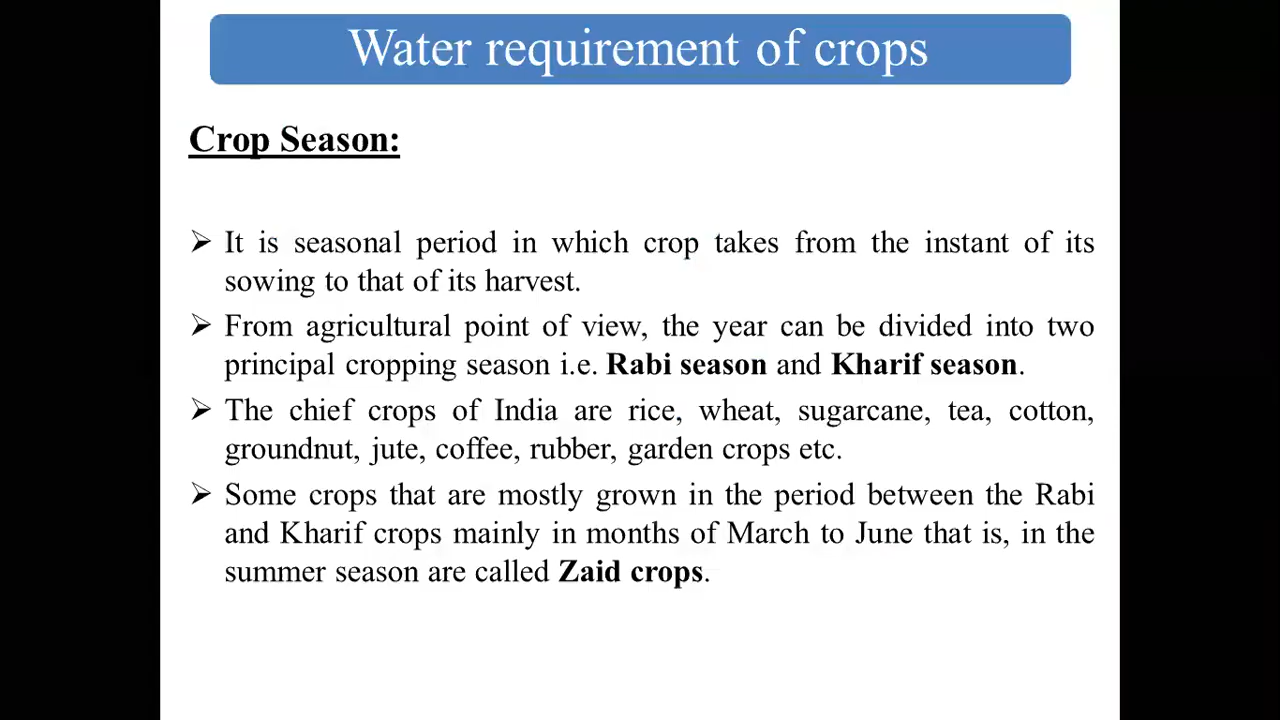 Water requirement of crops
Crop Season:
➢ It is seasonal period in which crop takes from the instant of its
sowing to that of its harvest.
➢ From agricultural point of view, the year can be divided into two
principal cropping season i.e. Rabi season and Kharif season.
➢ The chief crops of India are rice, wheat, sugarcane, tea, cotton,
groundnut, jute, coffee, rubber, garden crops etc.
➢ Some crops that are mostly grown in the period between the Rabi
and Kharif crops mainly in months of March to June that is, in the
summer season are called Zaid crops.